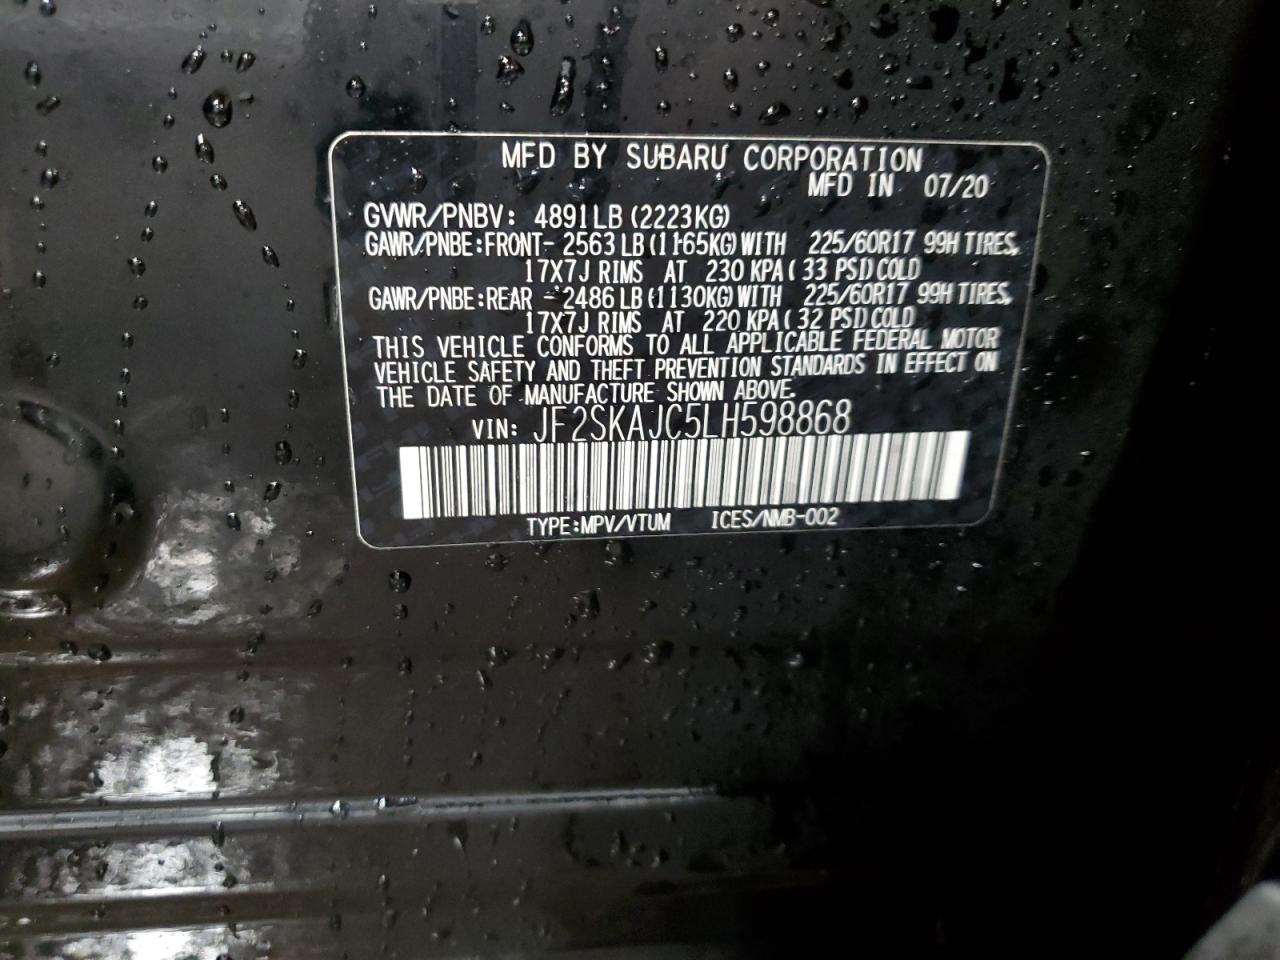 MFD BY SUBARU CORPORATION
MFD IN 07/20
GVWR/PNBV: 4891LB (2223KG)
GAWR/PNBE:FRONT- 2563LB (1165KG) WITH 225/60R17 99H TIRES,
17X7J RIMS AT 230 KPA ( 33 PSI) COLD
GAWR/PNBE:REAR - 2486LB (1130KG) WITH 225/60R17 99H TIRES,
17X7J RIMS AT 220 KPA ( 32 PSI) COLD
THIS VEHICLE CONFORMS TO ALL APPLICABLE FEDERAL MOTOR
VEHICLE SAFETY AND THEFT PREVENTION STANDARDS IN EFFECT ON
THE DATE OF MANUFACTURE SHOWN ABOVE.
VIN: JF2SKAJC5LH598868
TYPE:MPV/VTUM ICES/NMB-002